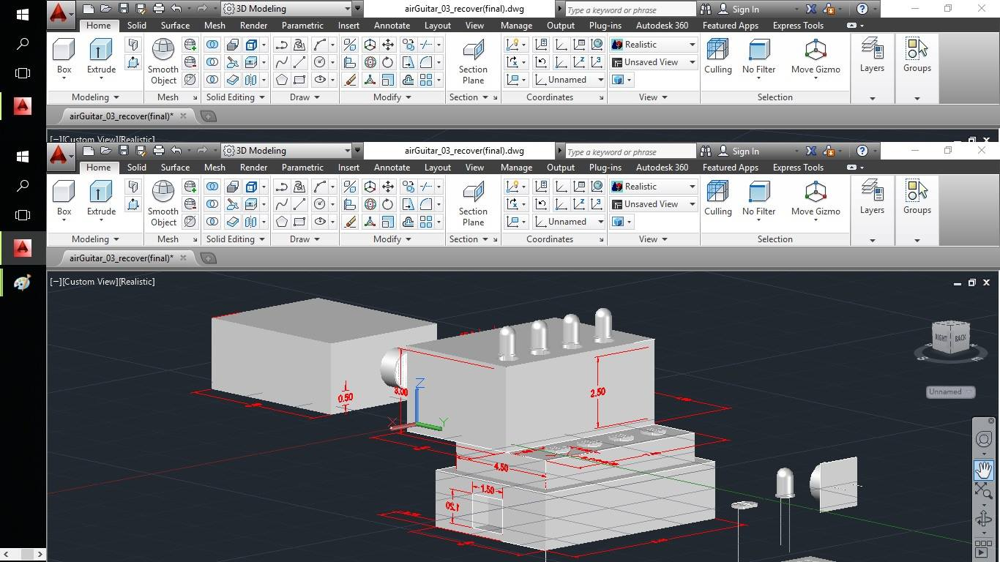 3D Modeling airGuitar_03_recover(final).dwg Type a keyword or phrase Sign In ?
Home Solid Surface Mesh Render Parametric Insert Annotate Layout View Manage Output Plug-ins Autodesk 360 Featured Apps Express Tools
Realistic
Unsaved View
Box Extrude Smooth Object Section Plane Culling No Filter Move Gizmo Layers Groups
Unnamed
Modeling Mesh Solid Editing Draw Modify Section Coordinates View Selection
airGuitar_03_recover(final)*
[−][Custom View][Realistic]
3D Modeling airGuitar_03_recover(final).dwg Type a keyword or phrase Sign In ?
Home Solid Surface Mesh Render Parametric Insert Annotate Layout View Manage Output Plug-ins Autodesk 360 Featured Apps Express Tools
Realistic
Unsaved View
Box Extrude Smooth Object Section Plane Culling No Filter Move Gizmo Layers Groups
Unnamed
Modeling Mesh Solid Editing Draw Modify Section Coordinates View Selection
airGuitar_03_recover(final)*
[−][Custom View][Realistic]
RIGHT BACK
Z
3.00
2.50
0.50
Unnamed
X Y
4.50
1.50
1.20